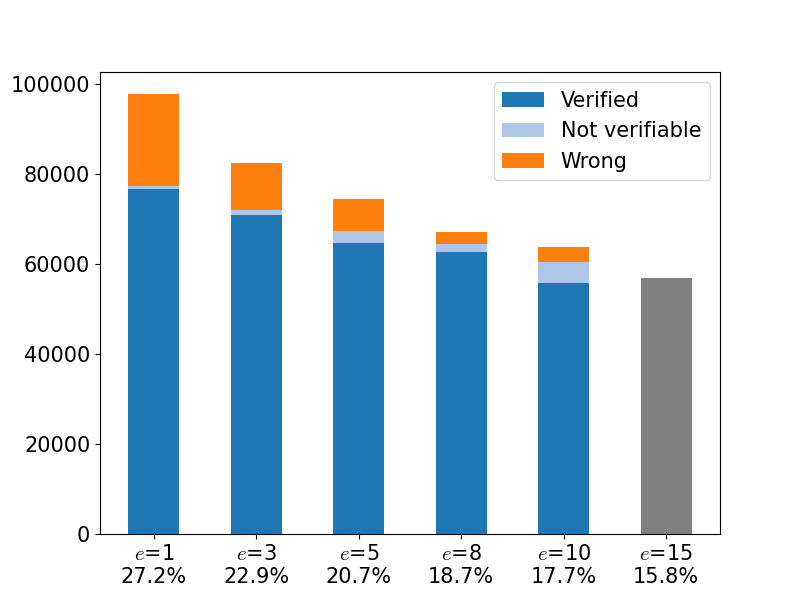 100000
80000
60000
40000
20000
0
Verified
Not verifiable
Wrong
e=1
27.2%
e=3
22.9%
e=5
20.7%
e=8
18.7%
e=10
17.7%
e=15
15.8%